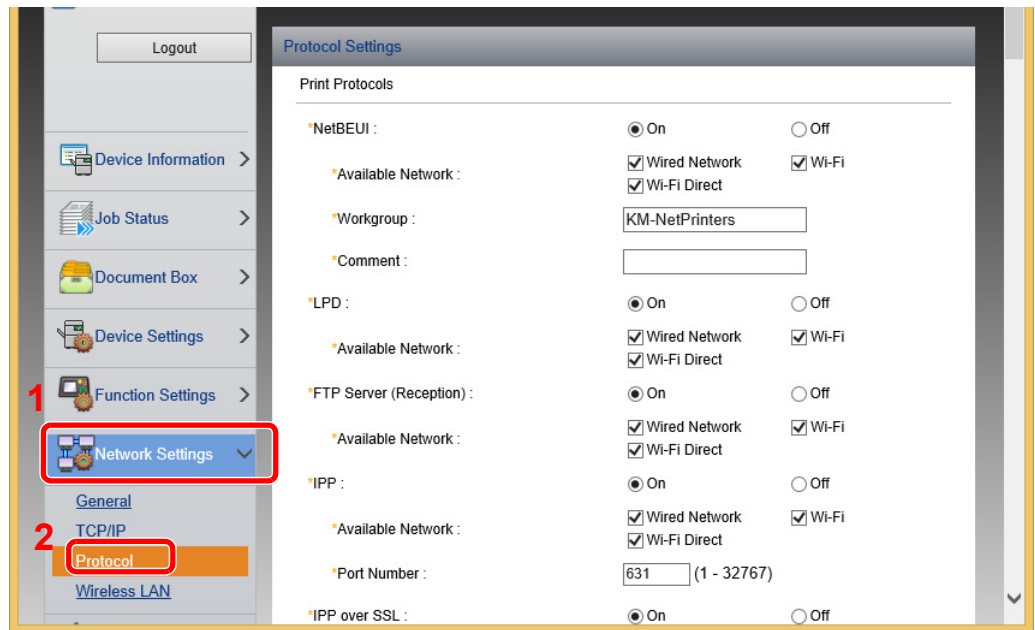 Logout
Device Information
Job Status
Document Box
Device Settings
1
Function Settings
Network Settings
General
2
TCP/IP
Protocol
Wireless LAN
Protocol Settings
Print Protocols
*NetBEUI : On Off
*Available Network : Wired Network Wi-Fi
Wi-Fi Direct
*Workgroup : KM-NetPrinters
*Comment :
*LPD : On Off
*Available Network : Wired Network Wi-Fi
Wi-Fi Direct
*FTP Server (Reception) : On Off
*Available Network : Wired Network Wi-Fi
Wi-Fi Direct
*IPP : On Off
*Available Network : Wired Network Wi-Fi
Wi-Fi Direct
*Port Number : 631 (1 - 32767)
*IPP over SSL : On Off